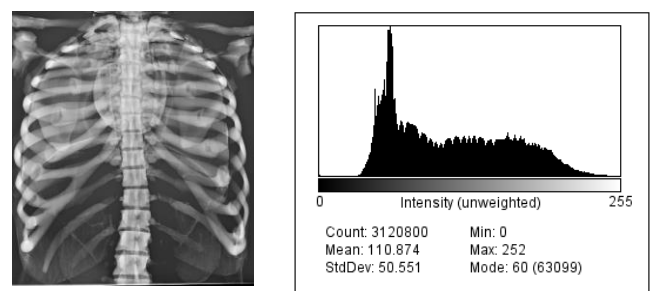 0 Intensity (unweighted) 255
Count: 3120800 Min: 0
Mean: 110.874 Max: 252
StdDev: 50.551 Mode: 60 (63099)